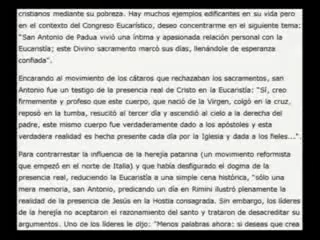 cristianos mediante su pobreza. Hay muchos ejemplos edificantes en su vida pero
en el contexto del Congreso Eucarístico, deseo concentrarme en el siguiente tema:
"San Antonio de Padua vivió una íntima y apasionada relación personal con la
Eucaristía; este Divino sacramento marcó sus días, llenándole de esperanza
confiada".
Encarando al movimiento de los cátaros que rechazaban los sacramentos, san
Antonio fue un testigo de la presencia real de Cristo en la Eucaristía: "Sí, creo
firmemente y profeso que este cuerpo, que nació de la Virgen, colgó en la cruz,
reposó en la tumba, resucitó al tercer día y ascendió al cielo a la derecha del
padre, este mismo cuerpo fue verdaderamente dado a los apóstoles y esta
verdadera realidad es hecho presente cada día por la Iglesia y dada a los fieles...".
Para contrarrestar la influencia de la herejía patarina (un movimiento reformista
que empezó en el norte de Italia) y que había desfigurado el dogma de la
presencia real, reduciendo la Eucaristía a una simple cena histórica, "sólo una
mera memoria, san Antonio, predicando un día en Rimini ilustró plenamente la
realidad de la presencia de Jesús en la Hostia consagrada. Sin embargo, los líderes
de la herejía no aceptaron el razonamiento del santo y trataron de desacreditar su
argumentos. Uno de los líderes le dijo: "Menos palabras ahora: si deseas que crea